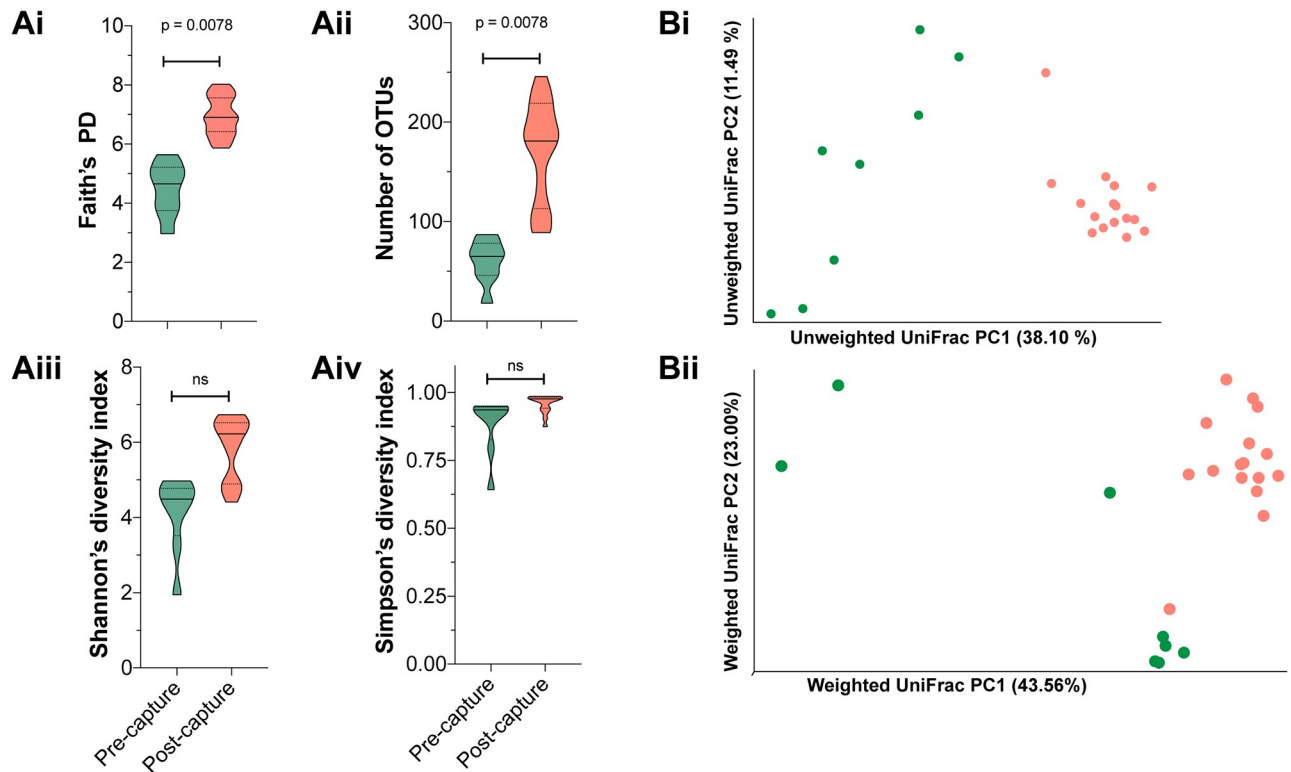 Ai
p = 0.0078
Faith's PD
10
8
6
4
2
0
Aii
p = 0.0078
Number of OTUs
300
200
100
0
Bi
Unweighted UniFrac PC2 (11.49 %)
Unweighted UniFrac PC1 (38.10 %)
Aiii
ns
Shannon's diversity index
8
6
4
2
0
Pre-capture
Post-capture
Aiv
ns
Simpson's diversity index
1.00
0.75
0.50
0.25
0.00
Pre-capture
Post-capture
Bii
Weighted UniFrac PC2 (23.00%)
Weighted UniFrac PC1 (43.56%)